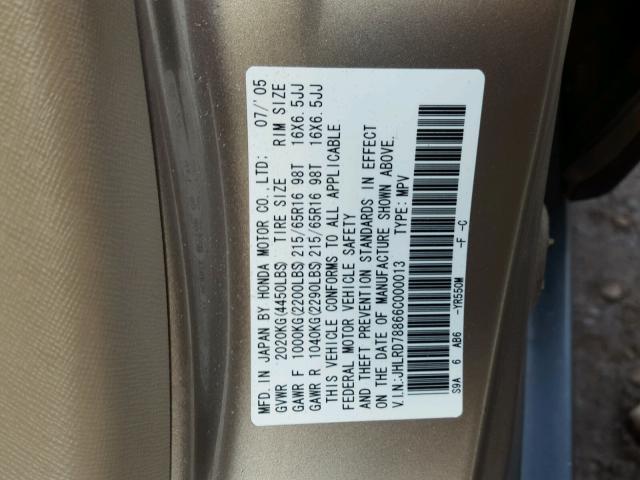 MFD. IN JAPAN BY HONDA MOTOR CO., LTD: 07/'05
GVWR 2020KG(4450LBS) TIRE SIZE RIM SIZE
GAWR F 1000KG(2200LBS)215/65R16 98T 16X6.5JJ
GAWR R 1040KG(2290LBS)215/65R16 98T 16X6.5JJ
THIS VEHICLE CONFORMS TO ALL APPLICABLE
FEDERAL MOTOR VEHICLE SAFETY
AND THEFT PREVENTION STANDARDS IN EFFECT
ON THE DATE OF MANUFACTURE SHOWN ABOVE.
V.I.N:JHLRD78866C000013 TYPE: MPV
S9A 6 AB6 -YR550M -F -C